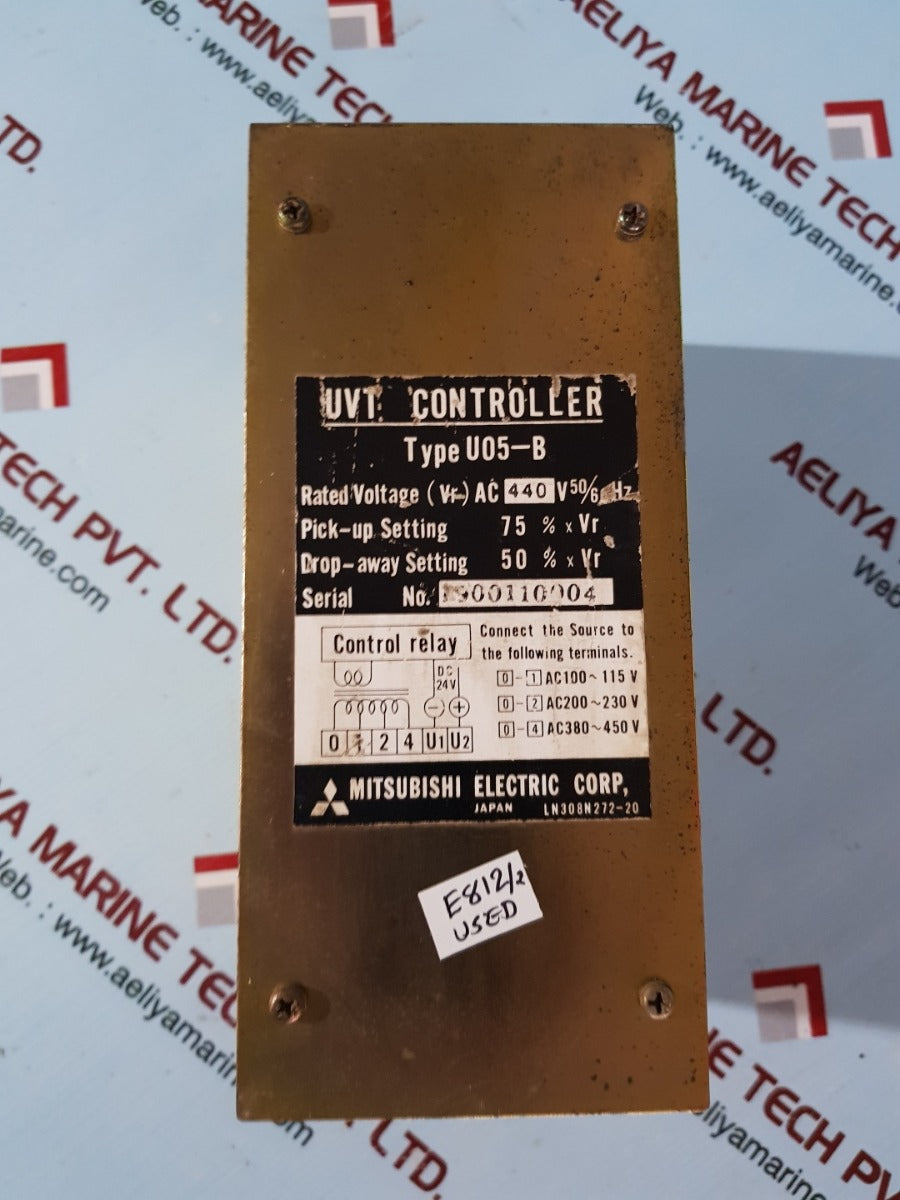 AELIYA MARINE TECH PVT. LTD.
Web. : www.aeliyamarine.com
UVT CONTROLLER
Type U05-B
Rated Voltage (Vr) AC 440 V 50/6 Hz
Pick-up Setting 75 % x Vr
Drop-away Setting 50 % x Vr
Serial No. 1900110004
Control relay
Connect the Source to
the following terminals.
DC
24V
0 - 1 AC100~115 V
0 - 2 AC200~230 V
0 - 4 AC380~450 V
− +
0 1 2 4 U1 U2
MITSUBISHI ELECTRIC CORP,
JAPAN LN308N272-20
E812/2
USED